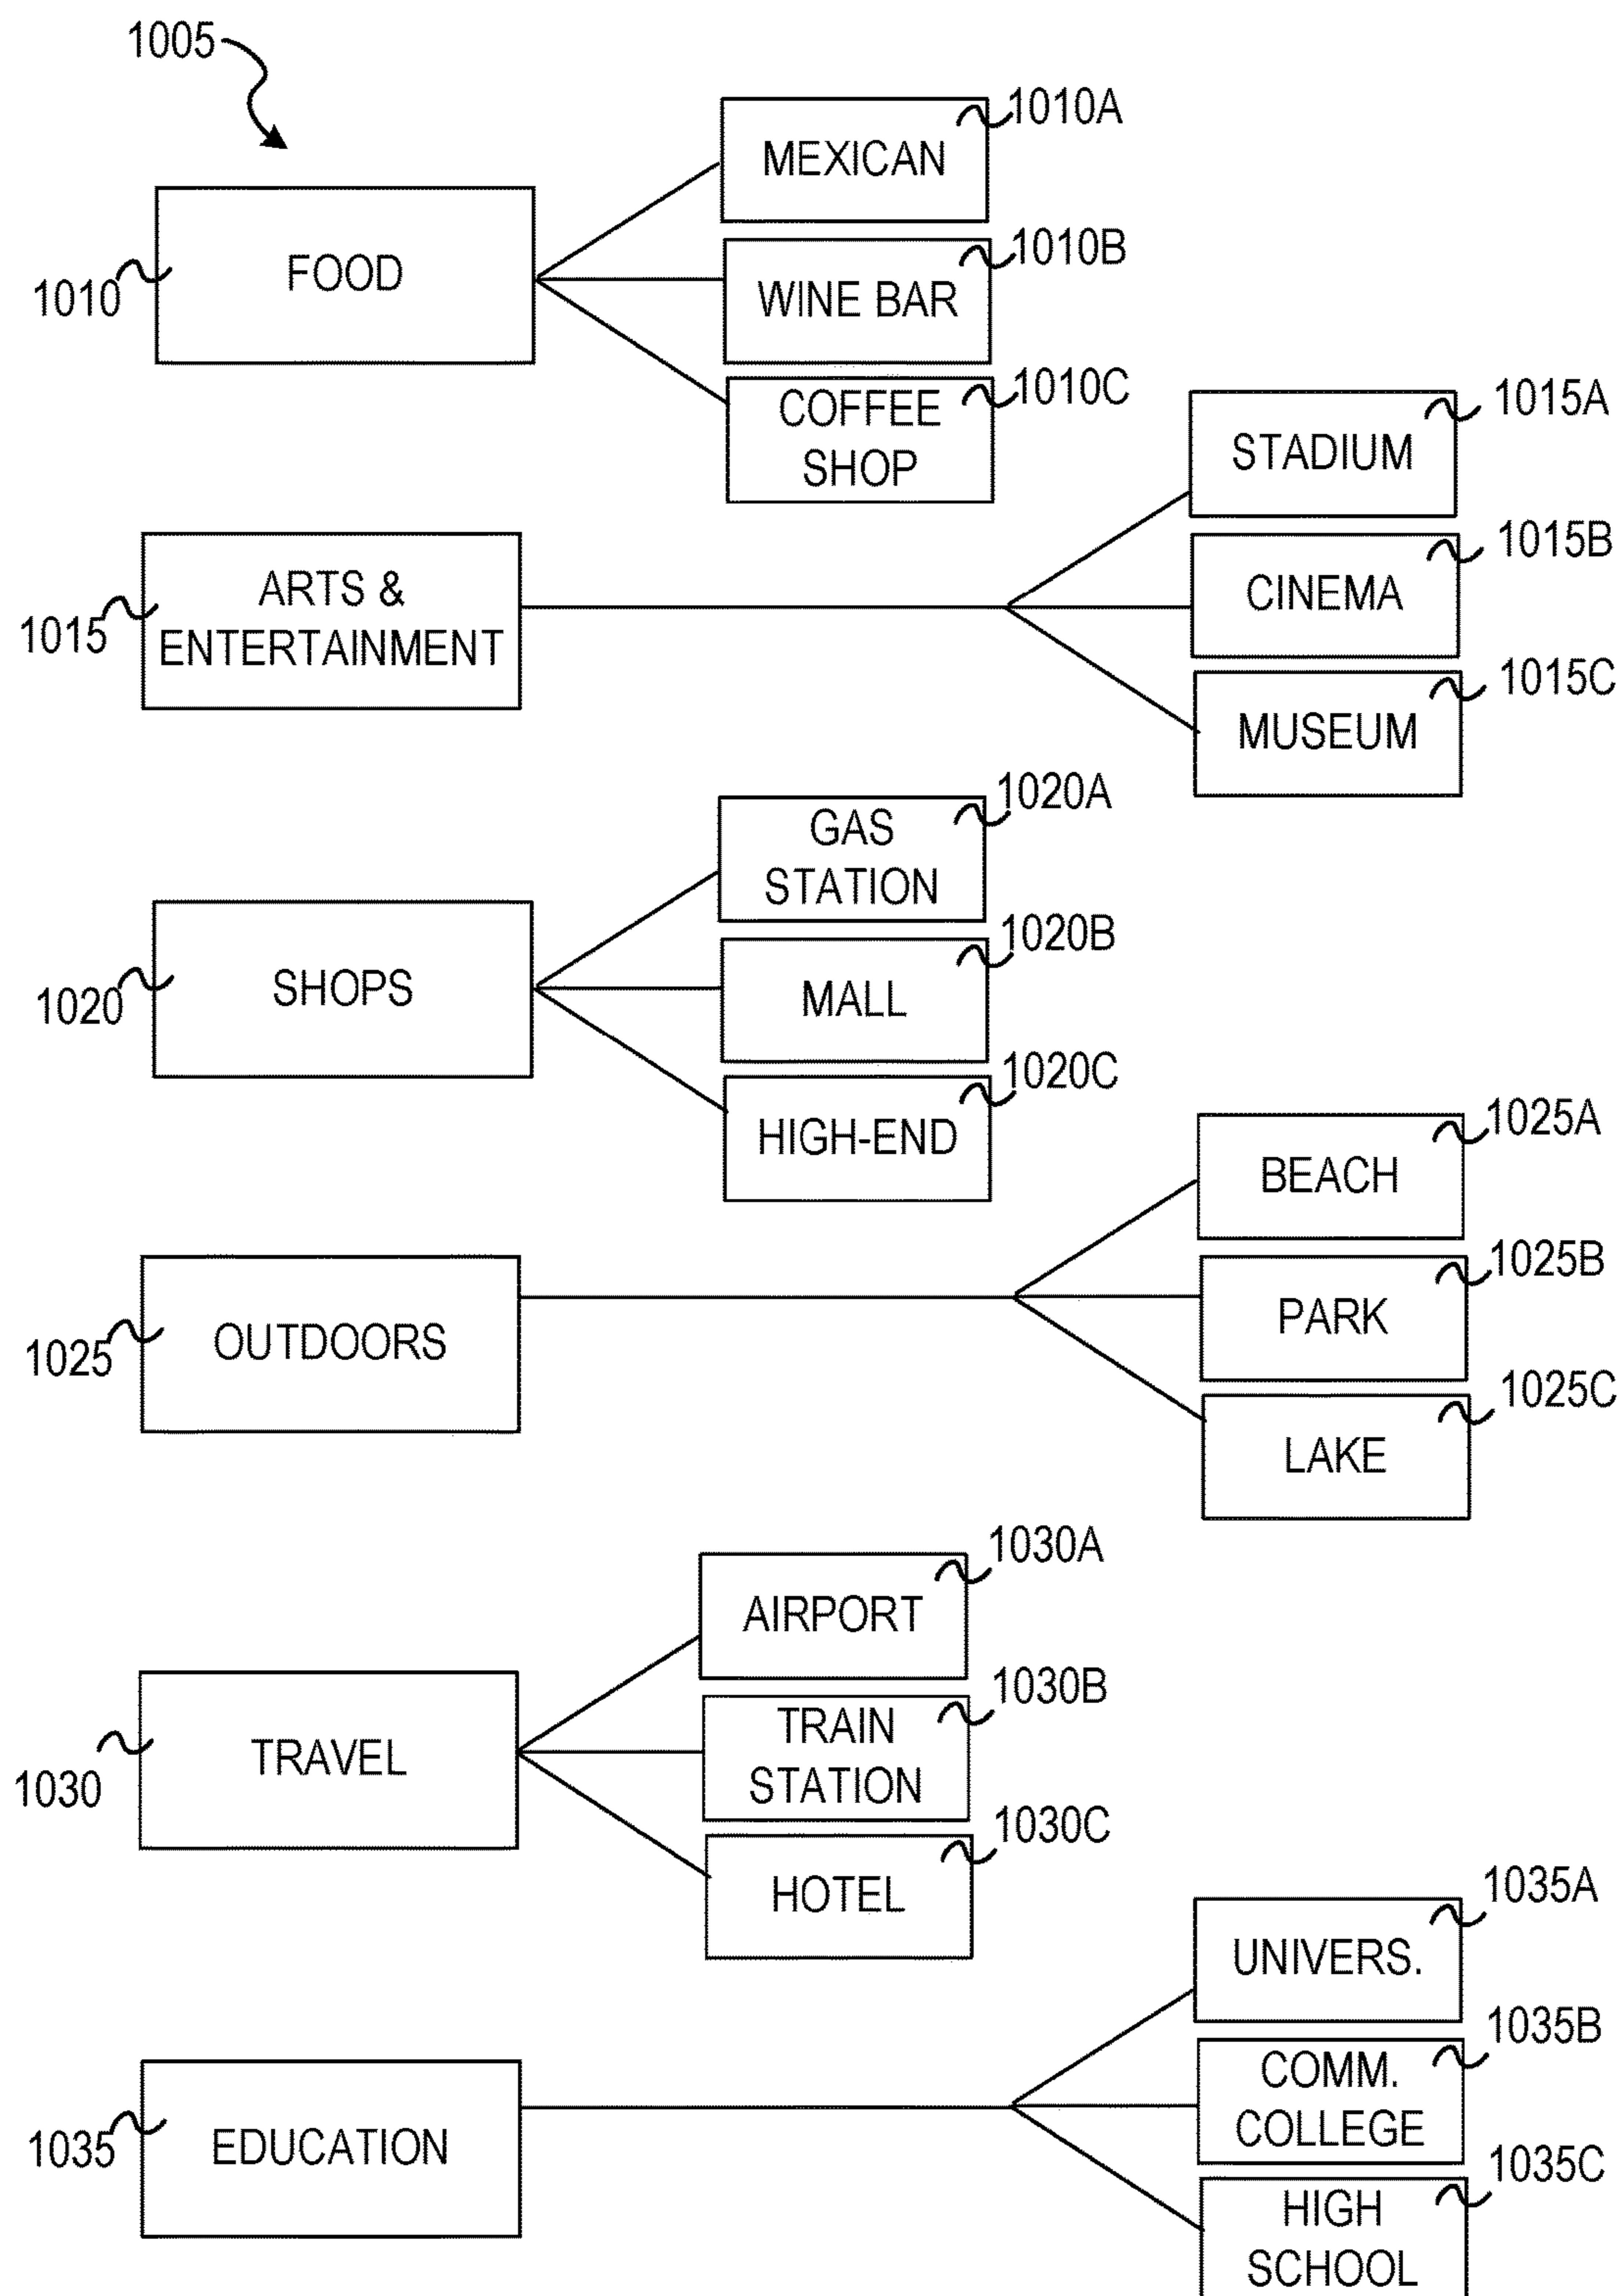 1005
1010A
MEXICAN
1010
FOOD
1010B
WINE BAR
1010C
COFFEE
SHOP
1015A
STADIUM
1015
ARTS &
ENTERTAINMENT
1015B
CINEMA
1015C
MUSEUM
1020A
GAS
STATION
1020
SHOPS
1020B
MALL
1020C
HIGH-END
1025A
BEACH
1025
OUTDOORS
1025B
PARK
1025C
LAKE
1030A
AIRPORT
1030
TRAVEL
1030B
TRAIN
STATION
1030C
HOTEL
1035A
UNIVERS.
1035
EDUCATION
1035B
COMM.
COLLEGE
1035C
HIGH
SCHOOL